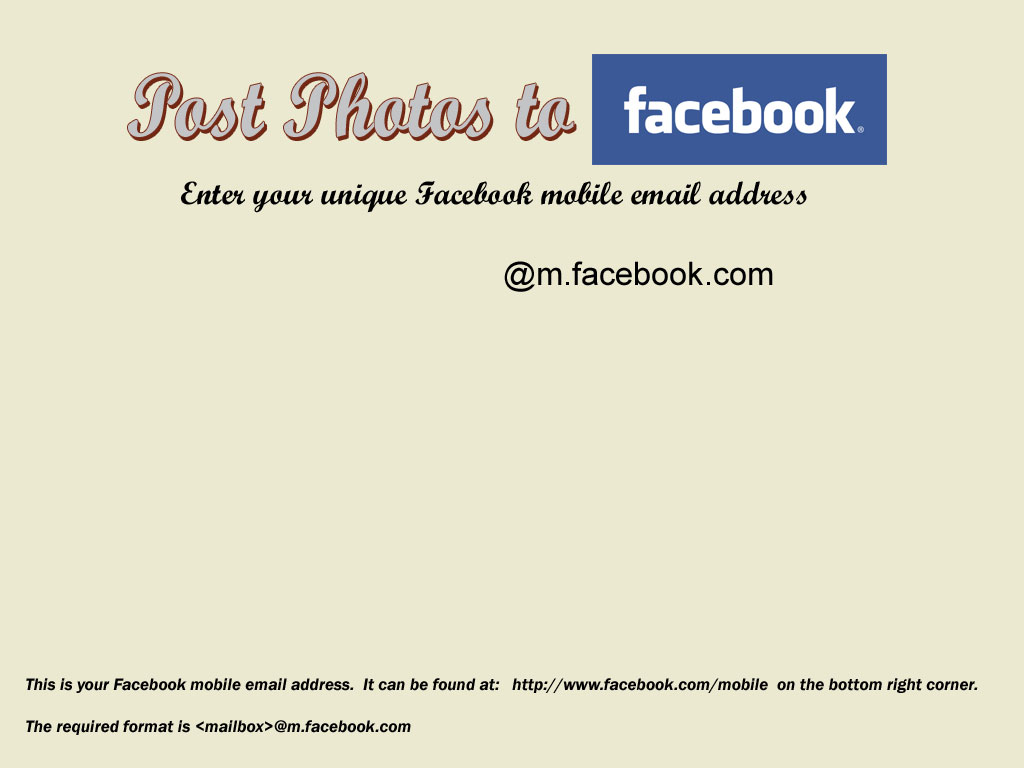 Post Photos to facebook®
Enter your unique Facebook mobile email address
@m.facebook.com
This is your Facebook mobile email address. It can be found at: http://www.facebook.com/mobile on the bottom right corner.
The required format is <mailbox>@m.facebook.com